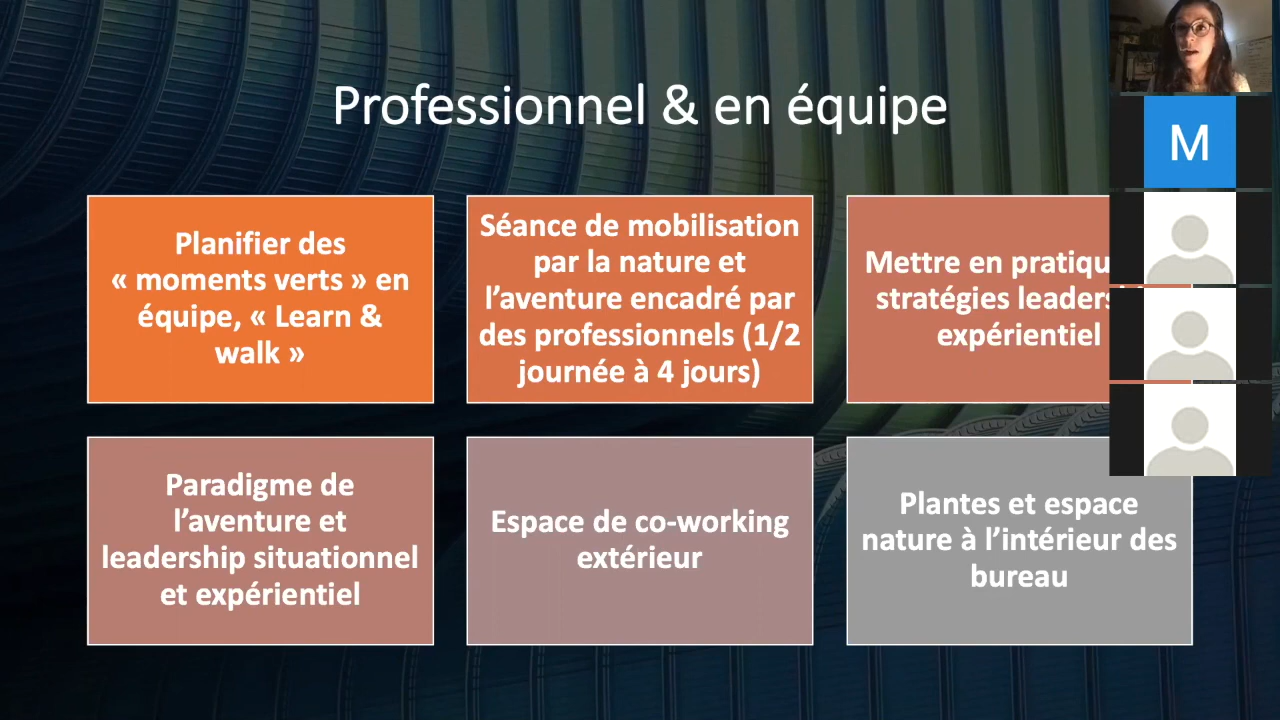 Professionnel & en équipe
Planifier des
« moments verts » en
équipe, « Learn &
walk »
Séance de mobilisation
par la nature et
l’aventure encadré par
des professionnels (1/2
journée à 4 jours)
Mettre en
stratégies
expérientiel
Paradigme de
l’aventure et
leadership situationnel
et expérientiel
Espace de co-working
extérieur
Plantes et espace
nature à l’intérieur des
bureau
M